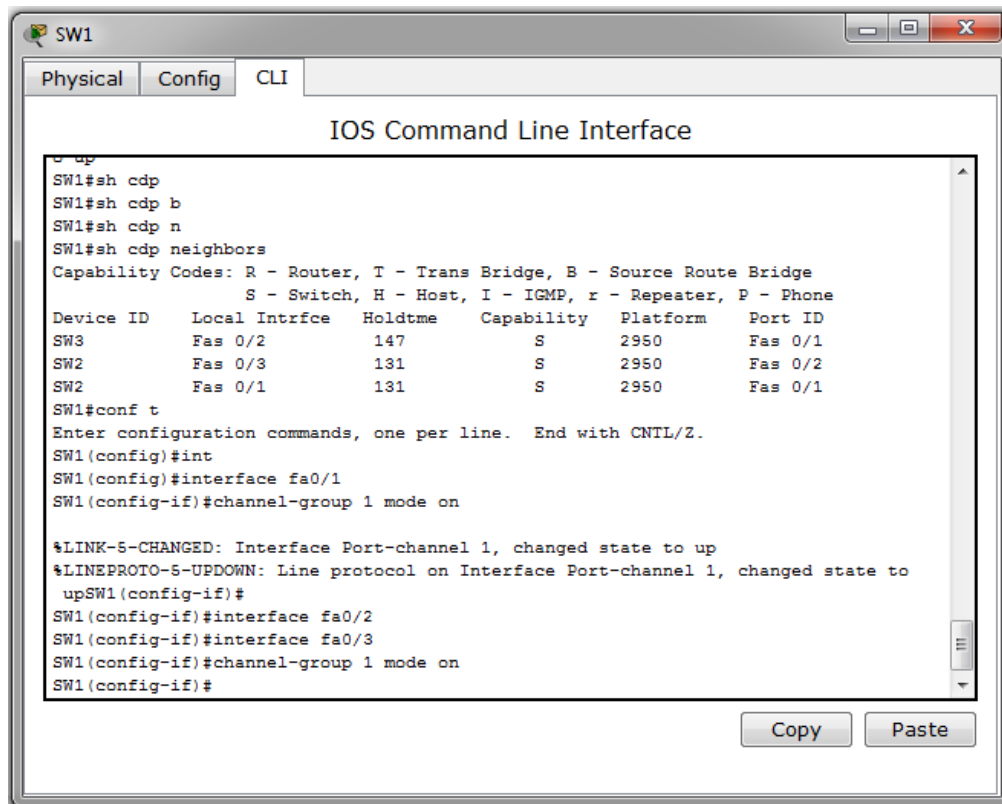 SW1
Physical Config CLI
IOS Command Line Interface
up
SW1#sh cdp
SW1#sh cdp b
SW1#sh cdp n
SW1#sh cdp neighbors
Capability Codes: R - Router, T - Trans Bridge, B - Source Route Bridge
S - Switch, H - Host, I - IGMP, r - Repeater, P - Phone
Device ID Local Intrfce Holdtme Capability Platform Port ID
SW3 Fas 0/2 147 S 2950 Fas 0/1
SW2 Fas 0/3 131 S 2950 Fas 0/2
SW2 Fas 0/1 131 S 2950 Fas 0/1
SW1#conf t
Enter configuration commands, one per line. End with CNTL/Z.
SW1(config)#int
SW1(config)#interface fa0/1
SW1(config-if)#channel-group 1 mode on
%LINK-5-CHANGED: Interface Port-channel 1, changed state to up
%LINEPROTO-5-UPDOWN: Line protocol on Interface Port-channel 1, changed state to
upSW1(config-if)#
SW1(config-if)#interface fa0/2
SW1(config-if)#interface fa0/3
SW1(config-if)#channel-group 1 mode on
SW1(config-if)#
Copy Paste